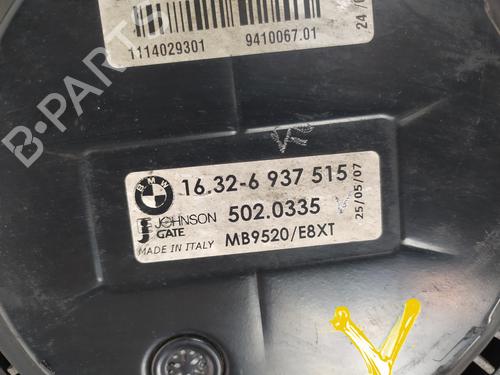 1114029301 9410067.01 24/0
B-PARTS
BMW 16.32-6 937 515
JOHNSON 502.0335
GATE MB9520/E8XT
MADE IN ITALY
25/05/07
Y